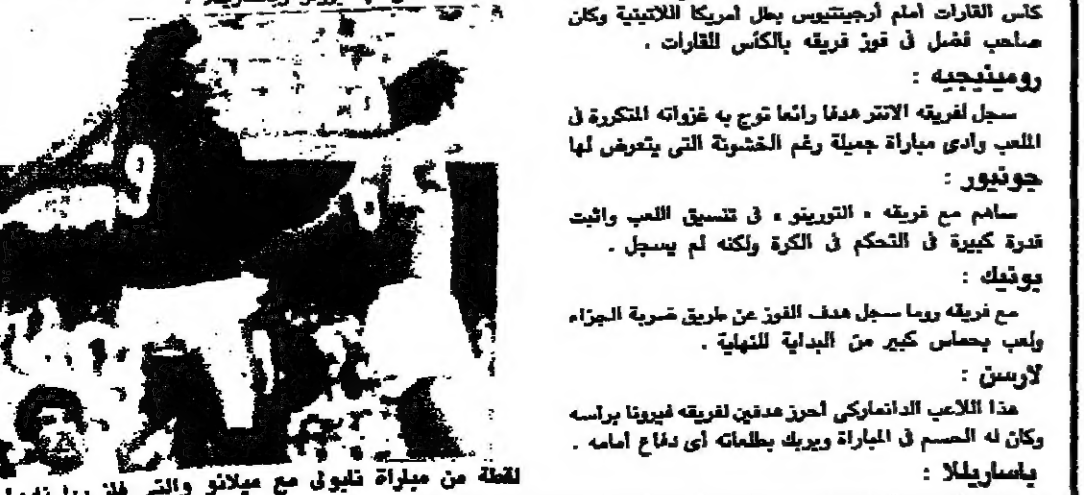 كأس القارات أمام أرجينتنيوس بطل أمريكا اللاتينية وكان
صاحب فضل فى فوز فريقه بالكأس للقارات .
رومينيجيه :
سجل لفريقه الانتر هدفا رائعا توج به غزواته المتكررة فى
الملعب وادى مباراة جميلة رغم الخشونة التى يتعرض لها
جونيور :
ساهم مع فريقه « التورينو » فى تنسيق اللعب واثبت
قدرة كبيرة فى التحكم فى الكرة ولكنه لم يسجل .
بونيك :
مع فريقه روما سجل هدف الفوز عن طريق ضربة الجزاء
ولعب بحماس كبير من البداية للنهاية .
لارسن :
هذا اللاعب الدانماركى أحرز هدفين لفريقه فيرونا برأسه
وكان له الحسم فى المباراة ويربك بطلعاته أى دفاع أمامه .
باساريللا :
لقطة من مباراة نابولى مع ميلانو والتى فاز